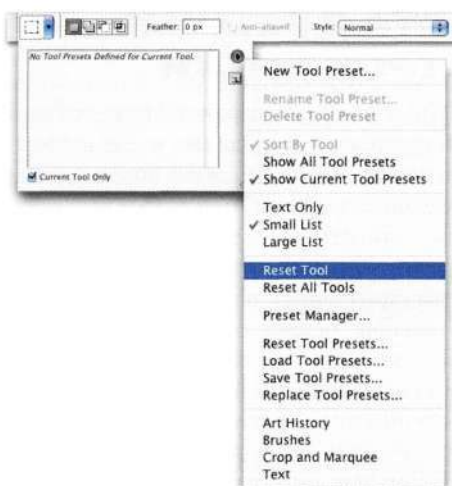 Feather: 0 px Anti-aliased Style: Normal
No Tool Presets Defined for Current Tool.
Current Tool Only
New Tool Preset...
Rename Tool Preset...
Delete Tool Preset
Sort By Tool
Show All Tool Presets
Show Current Tool Presets
Text Only
Small List
Large List
Reset Tool
Reset All Tools
Preset Manager...
Reset Tool Presets...
Load Tool Presets...
Save Tool Presets...
Replace Tool Presets...
Art History
Brushes
Crop and Marquee
Text